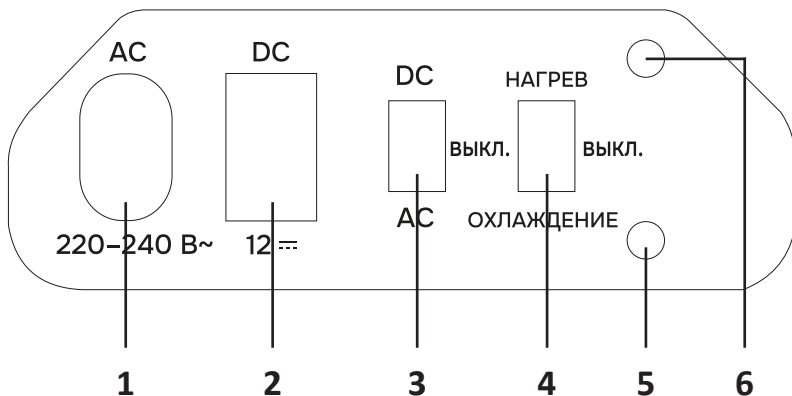 AC
DC
DC
НАГРЕВ
ВЫКЛ.
ВЫКЛ.
AC
ОХЛАЖДЕНИЕ
220–240 В~
12 ⎓
1 2 3 4 5 6